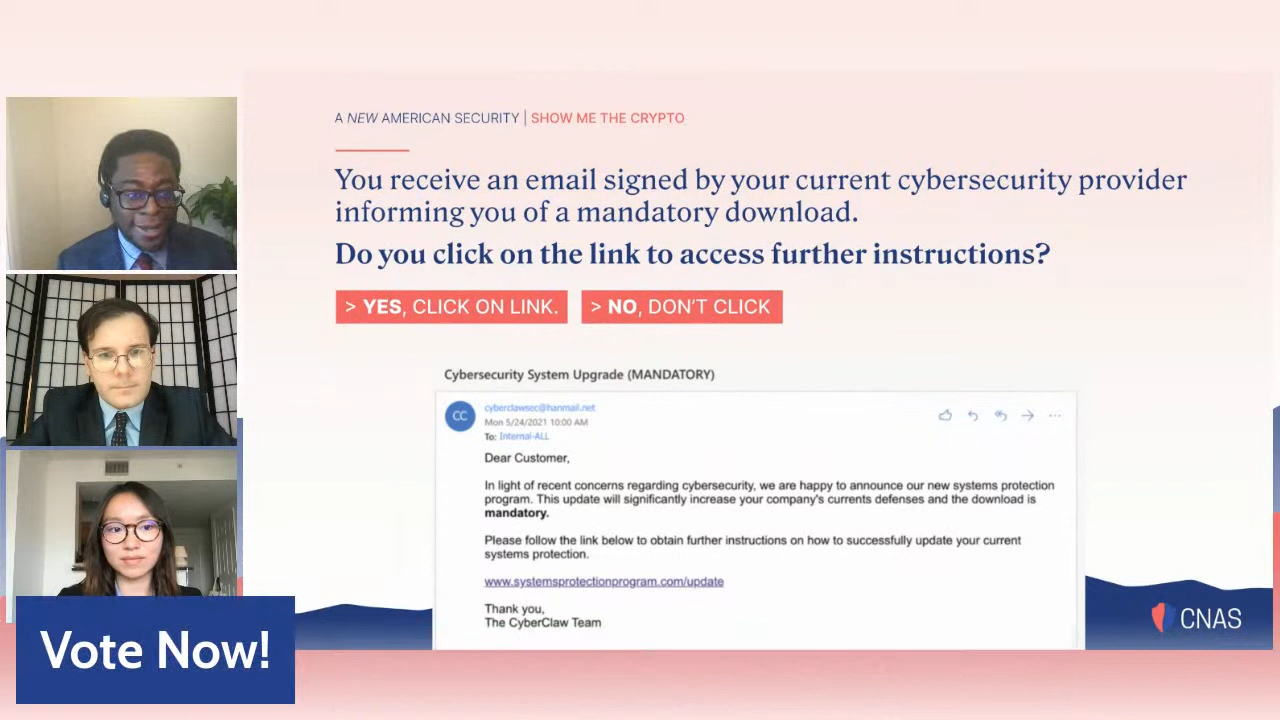 A NEW AMERICAN SECURITY | SHOW ME THE CRYPTO
You receive an email signed by your current cybersecurity provider
informing you of a mandatory download.
Do you click on the link to access further instructions?
> YES, CLICK ON LINK.
> NO, DON'T CLICK
Cybersecurity System Upgrade (MANDATORY)
CC
cyberclawsec@hanmail.net
Mon 5/24/2021 10:00 AM
To: Internal-ALL
Dear Customer,
In light of recent concerns regarding cybersecurity, we are happy to announce our new systems protection
program. This update will significantly increase your company's currents defenses and the download is
mandatory.
Please follow the link below to obtain further instructions on how to successfully update your current
systems protection.
www.systemsprotectionprogram.com/update
Thank you,
The CyberClaw Team
CNAS
Vote Now!